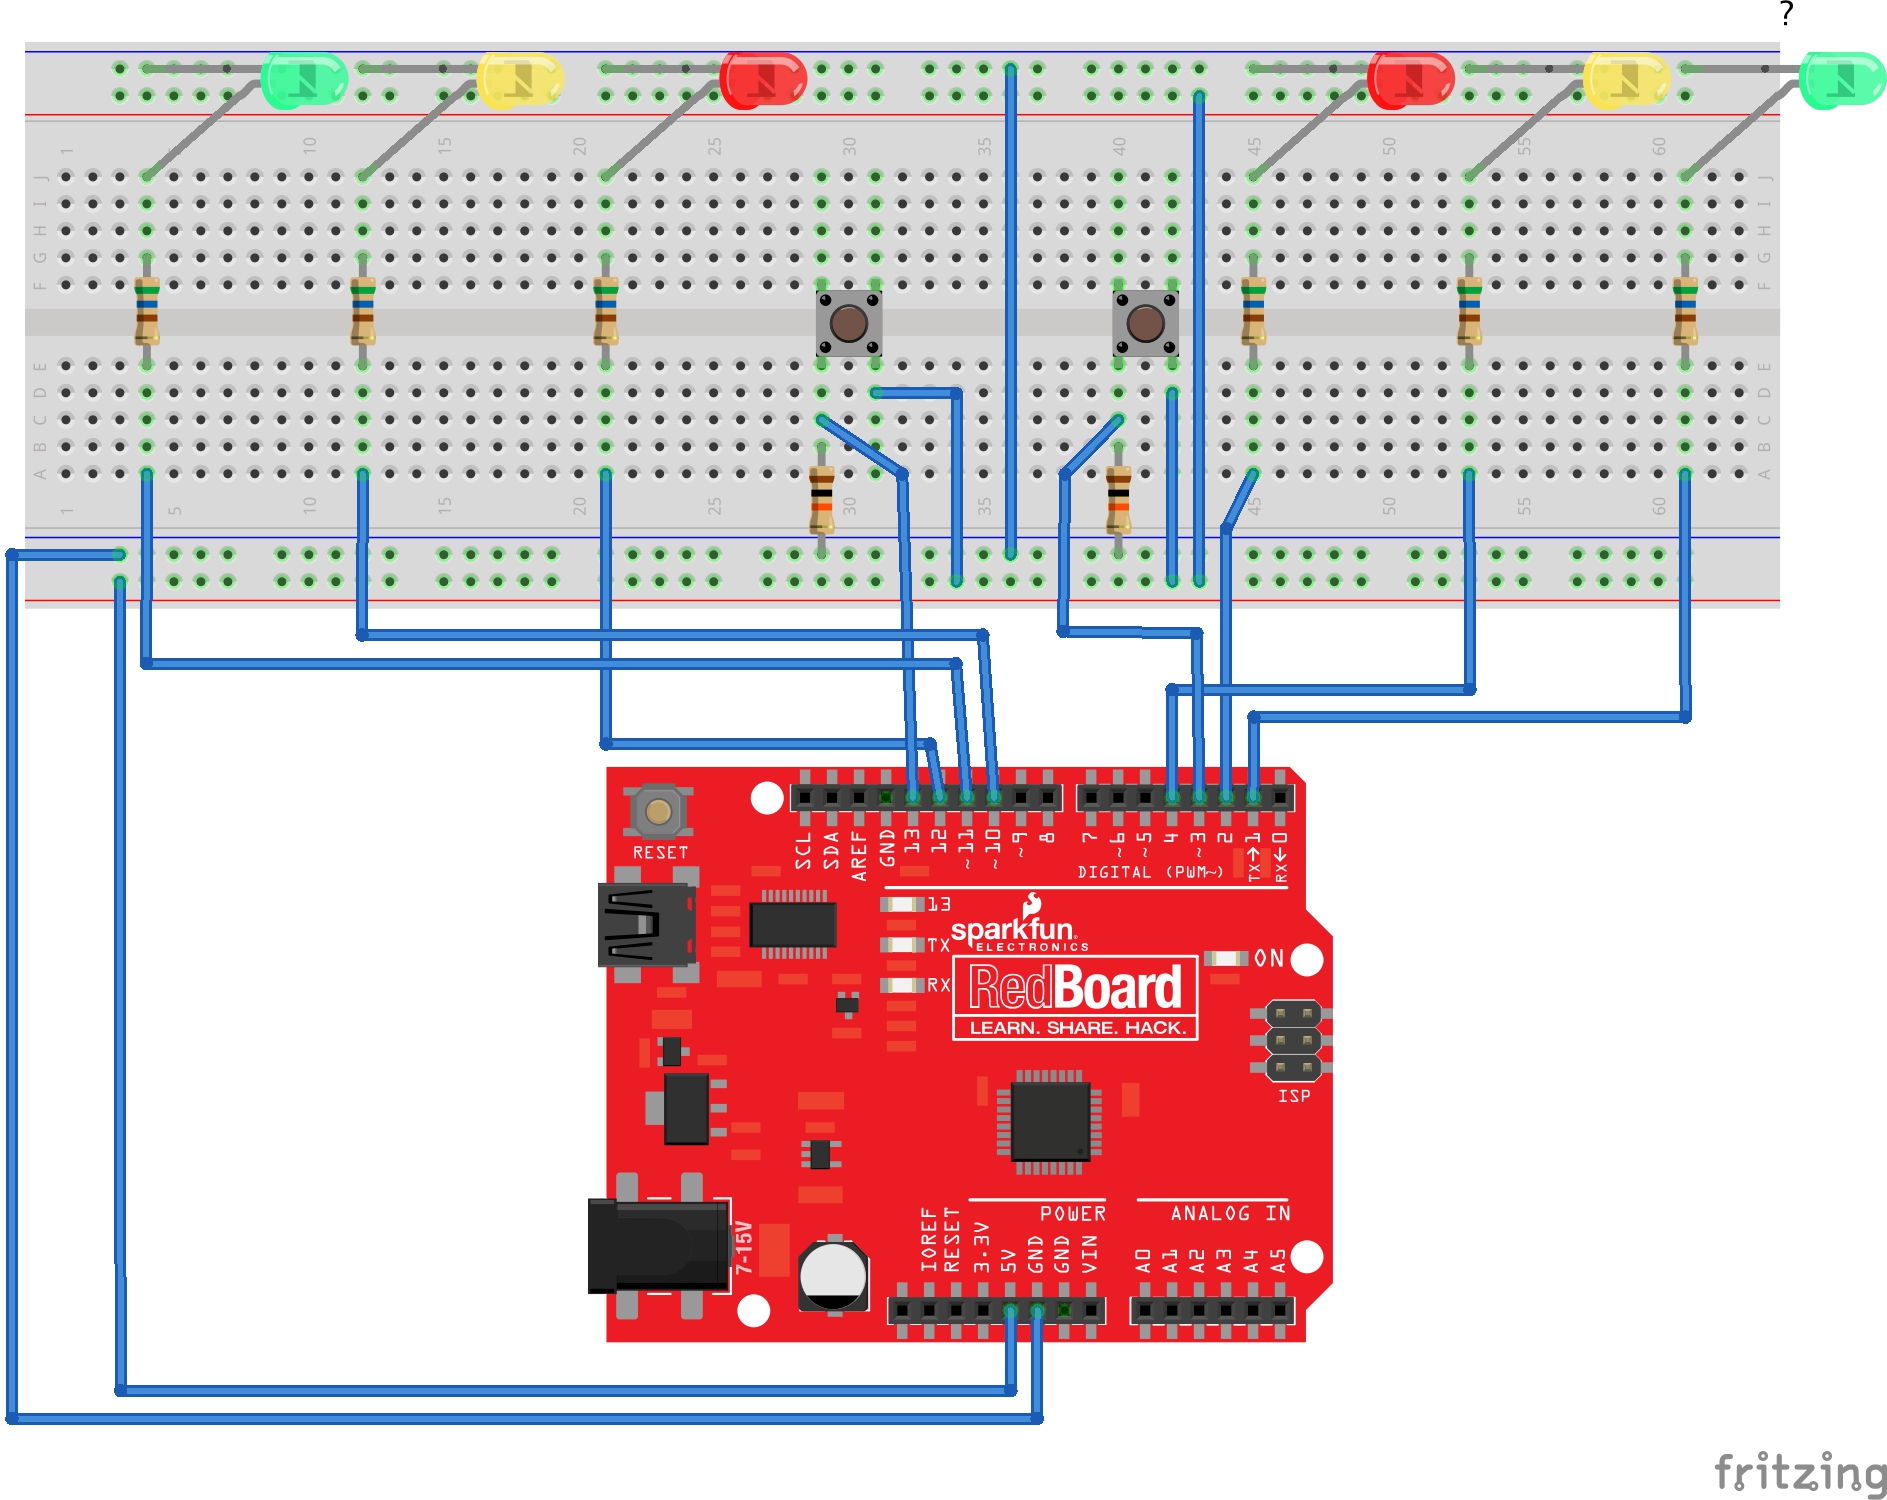 ?
1 5 10 15 20 25 30 35 40 45 50 55 60
J J
I I
H H
G G
F F
E E
D D
C C
B B
A A
1 5 10 15 20 25 30 35 40 45 50 55 60
RESET
SCL SDA AREF GND 13 12 ~11 ~10 ~9 8 7 ~6 ~5 4 ~3 2 TX→1 RX←0
DIGITAL (PWM~)
13
TX
RX
sparkfun
ELECTRONICS
ON
RedBoard
LEARN. SHARE. HACK.
ISP
7-15V
POWER
ANALOG IN
IOREF RESET 3.3V 5V GND GND VIN A0 A1 A2 A3 A4 A5
fritzing